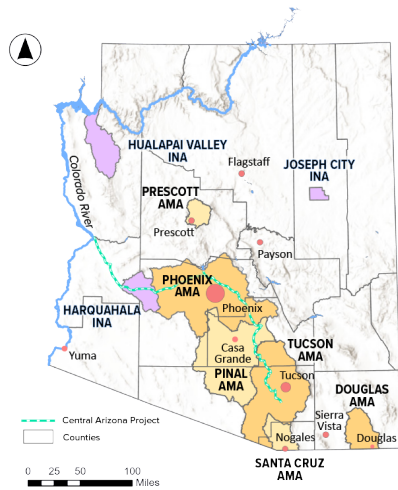 HUALAPAI VALLEY
INA
Flagstaff
JOSEPH CITY
INA
Colorado River
PRESCOTT
AMA
Prescott
Payson
PHOENIX
AMA
Phoenix
HARQUAHALA
INA
Yuma
Casa
Grande
PINAL
AMA
TUCSON
AMA
Tucson
DOUGLAS
AMA
Sierra
Vista
Douglas
Nogales
SANTA CRUZ
AMA
Central Arizona Project
Counties
0 25 50 100
Miles